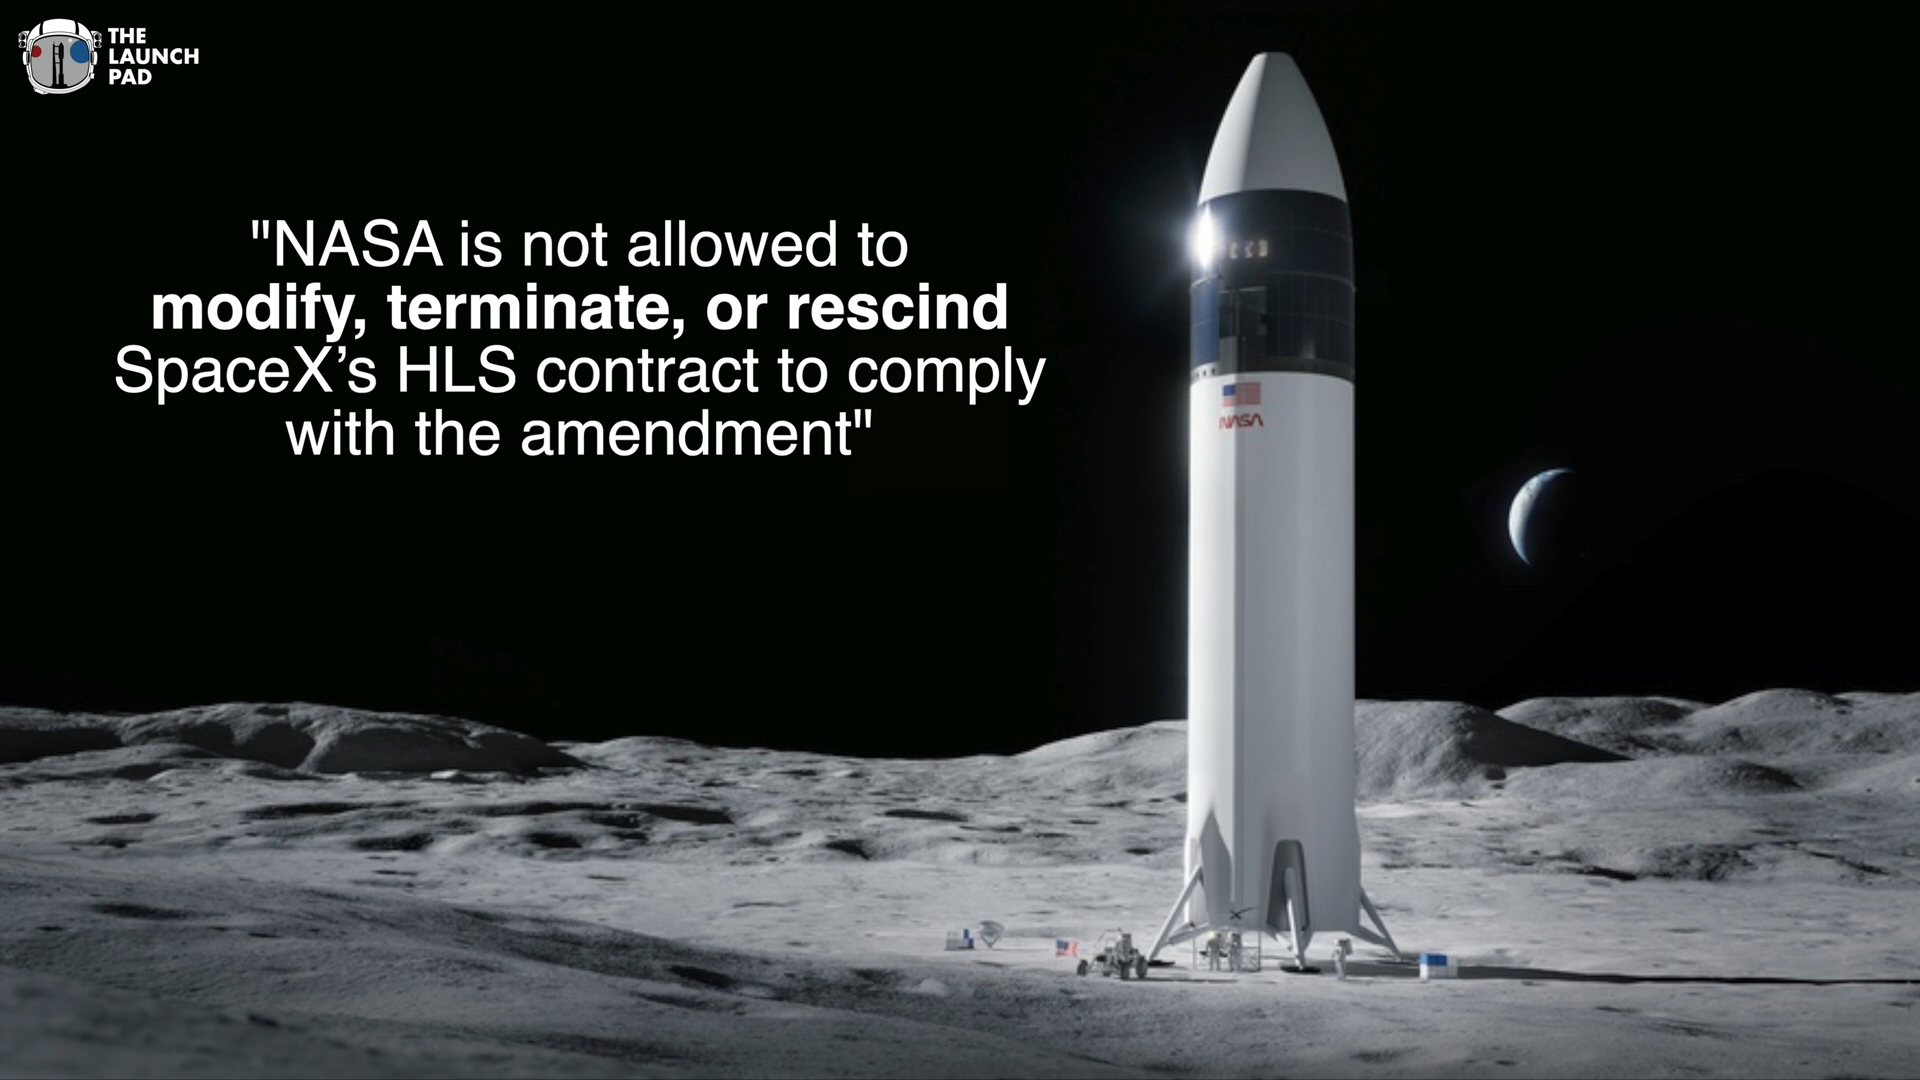 THE
LAUNCH
PAD
"NASA is not allowed to
modify, terminate, or rescind
SpaceX’s HLS contract to comply
with the amendment"
NASA